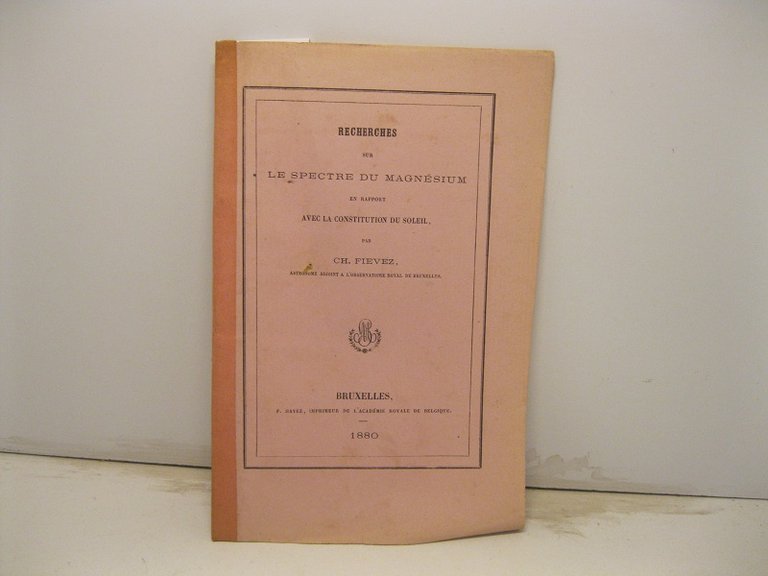 RECHERCHES
SUR
LE SPECTRE DU MAGNÉSIUM
EN RAPPORT
AVEC LA CONSTITUTION DU SOLEIL,
PAR
CH. FIEVEZ,
ASTRONOME ADJOINT A L'OBSERVATOIRE ROYAL DE BRUXELLES.
BRUXELLES,
F. HAYEZ, IMPRIMEUR DE L'ACADÉMIE ROYALE DE BELGIQUE.
1880